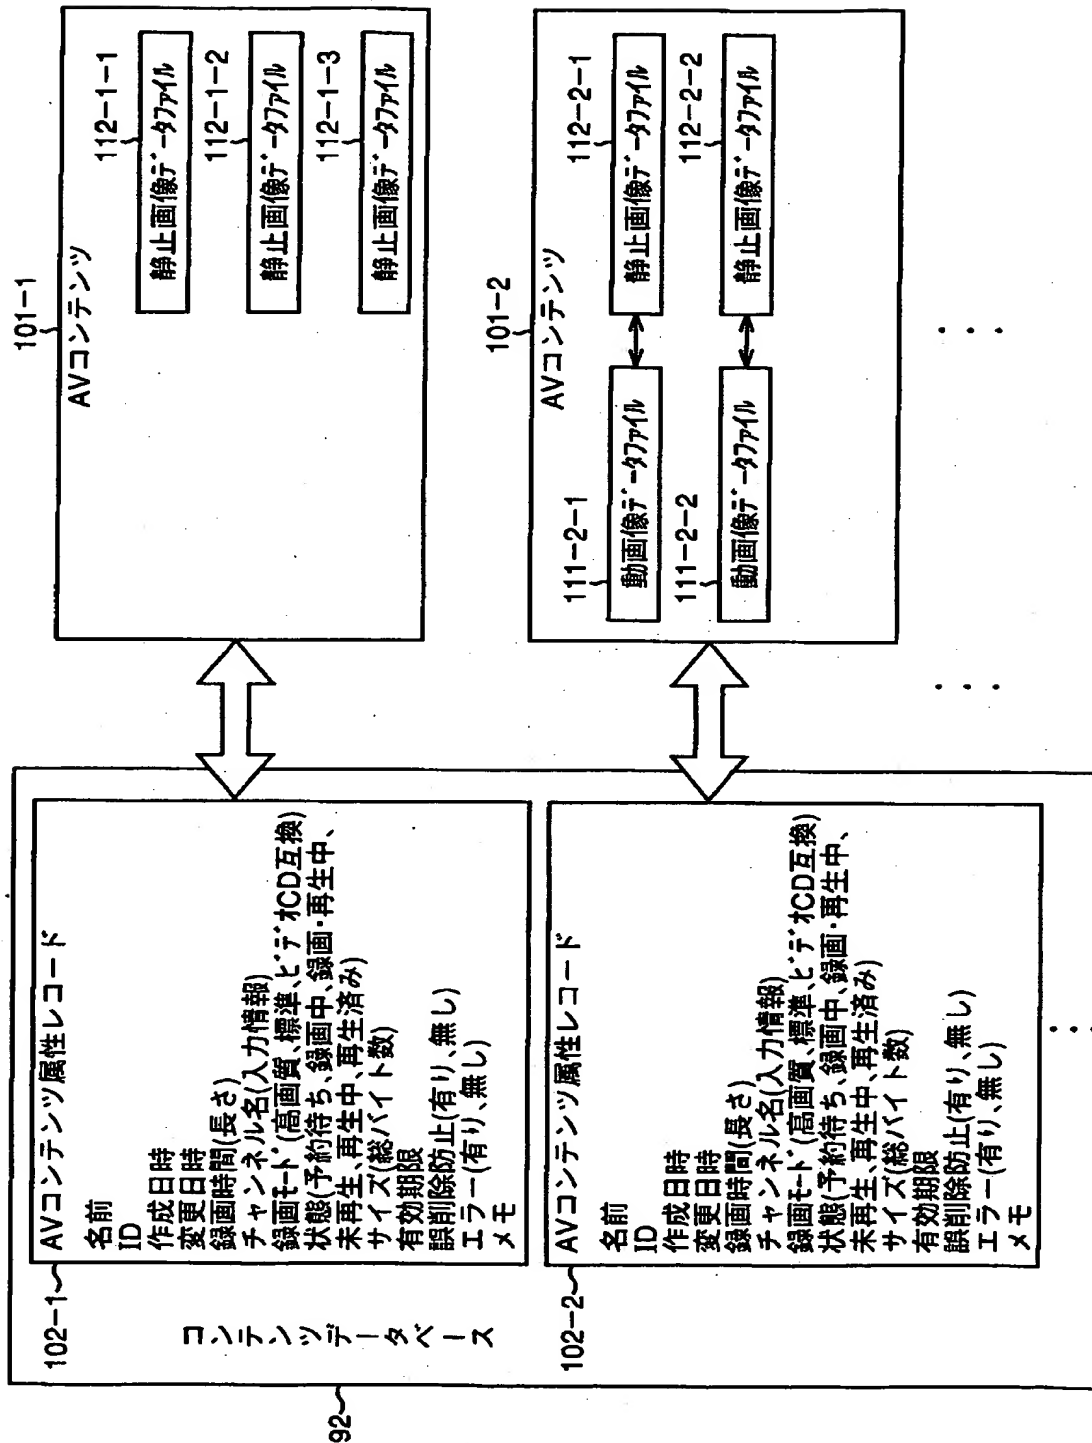 92
コンテンツデータベース
102-1
AVコンテンツ属性レコード
名前
ID
作成日時
変更日時
録画時間(長さ)
チャンネル名(入力情報)
録画ﾓｰﾄﾞ(高画質、標準、ﾋﾞﾃﾞｵCD互換)
状態(予約待ち、録画中、録画・再生中、
未再生、再生中、再生済み)
サイズ(総バイト数)
有効期限
誤削除防止(有り、無し)
エラー(有り、無し)
メモ
101-1
AVコンテンツ
112-1-1
静止画像ﾃﾞｰﾀﾌｧｲﾙ
112-1-2
静止画像ﾃﾞｰﾀﾌｧｲﾙ
112-1-3
静止画像ﾃﾞｰﾀﾌｧｲﾙ
102-2
AVコンテンツ属性レコード
名前
ID
作成日時
変更日時
録画時間(長さ)
チャンネル名(入力情報)
録画ﾓｰﾄﾞ(高画質、標準、ﾋﾞﾃﾞｵCD互換)
状態(予約待ち、録画中、録画・再生中、
未再生、再生中、再生済み)
サイズ(総バイト数)
有効期限
誤削除防止(有り、無し)
エラー(有り、無し)
メモ
101-2
AVコンテンツ
111-2-1
動画像ﾃﾞｰﾀﾌｧｲﾙ
112-2-1
静止画像ﾃﾞｰﾀﾌｧｲﾙ
111-2-2
動画像ﾃﾞｰﾀﾌｧｲﾙ
112-2-2
静止画像ﾃﾞｰﾀﾌｧｲﾙ